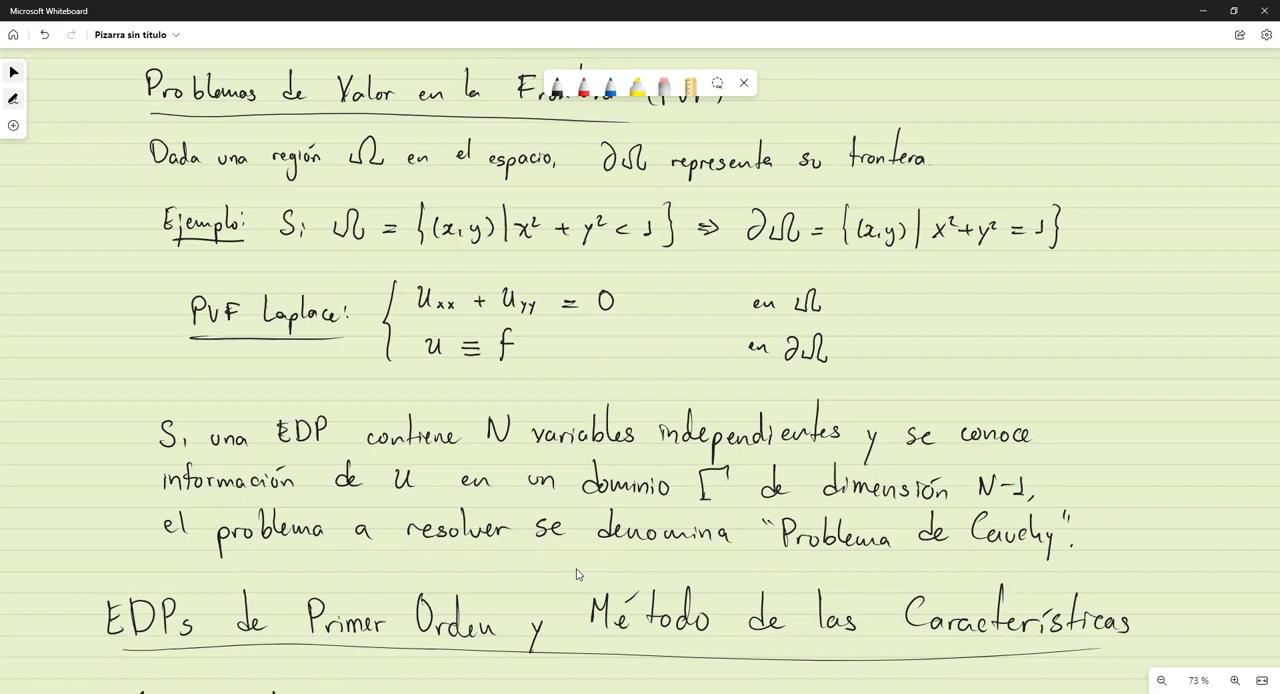 Microsoft Whiteboard
Pizarra sin título
Problemas de Valor en la
Dada una región Ω en el espacio, ∂Ω representa su frontera.
Ejemplo: Si Ω = {(x,y) | x² + y² < 1} ⇒ ∂Ω = {(x,y) | x² + y² = 1}
PVF Laplace: { Uxx + Uyy = 0 en Ω
u ≡ f en ∂Ω
Si una EDP contiene N variables independientes y se conoce
información de u en un dominio Γ de dimensión N-1,
el problema a resolver se denomina "Problema de Cauchy".
EDPs de Primer Orden y Método de las Características
73 %